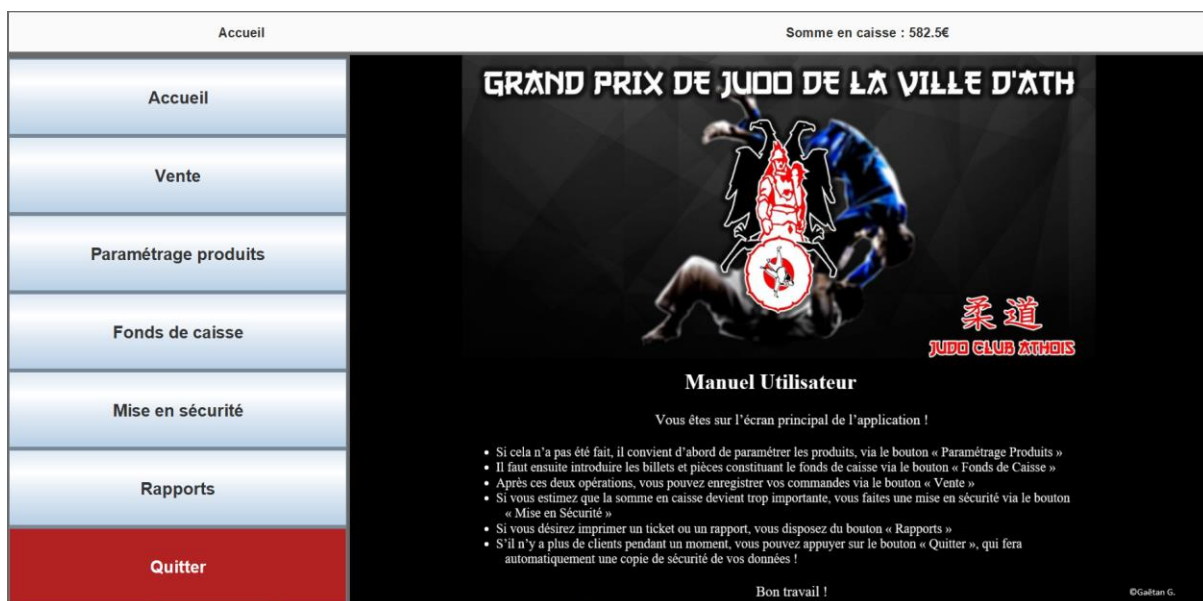 Accueil
Somme en caisse : 582.5€
Accueil
Vente
Paramétrage produits
Fonds de caisse
Mise en sécurité
Rapports
Quitter
GRAND PRIX DE JUDO DE LA VILLE D'ATH
柔道
JUDO CLUB ATHOIS
Manuel Utilisateur
Vous êtes sur l’écran principal de l’application !
• Si cela n’a pas été fait, il convient d’abord de paramétrer les produits, via le bouton « Paramétrage Produits »
• Il faut ensuite introduire les billets et pièces constituant le fonds de caisse via le bouton « Fonds de Caisse »
• Après ces deux opérations, vous pouvez enregistrer vos commandes via le bouton « Vente »
• Si vous estimez que la somme en caisse devient trop importante, vous faites une mise en sécurité via le bouton
« Mise en Sécurité »
• Si vous désirez imprimer un ticket ou un rapport, vous disposez du bouton « Rapports »
• S’il n’y a plus de clients pendant un moment, vous pouvez appuyer sur le bouton « Quitter », qui fera
automatiquement une copie de sécurité de vos données !
Bon travail !
©Gaëtan G.